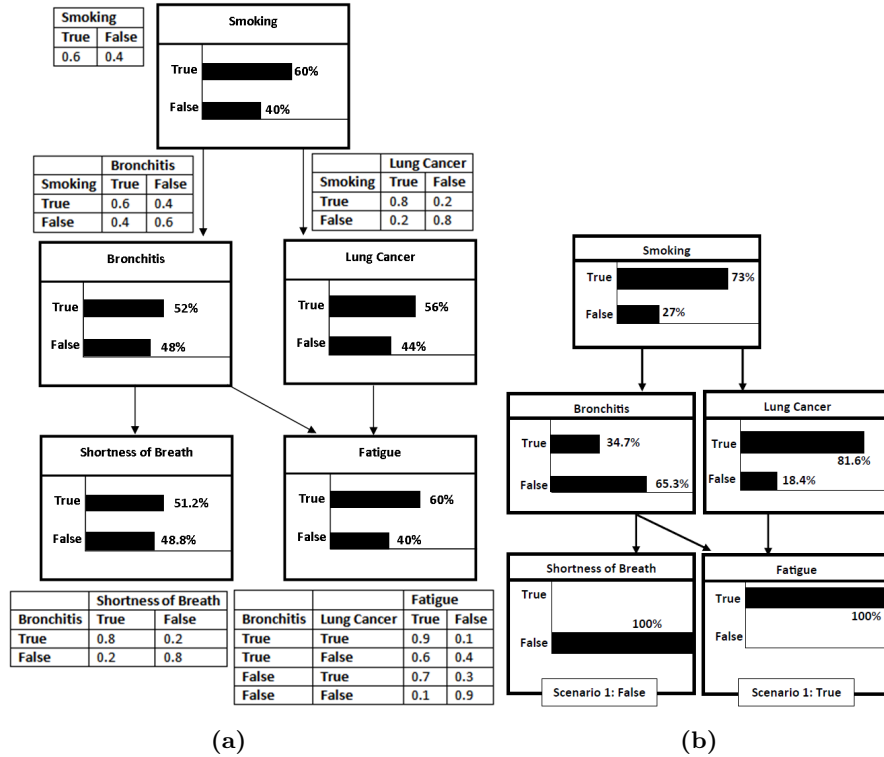 Smoking
True False
0.6 0.4
Smoking
True 60%
False 40%
Bronchitis
Smoking True False
True 0.6 0.4
False 0.4 0.6
Lung Cancer
Smoking True False
True 0.8 0.2
False 0.2 0.8
Bronchitis
True 52%
False 48%
Lung Cancer
True 56%
False 44%
Shortness of Breath
True 51.2%
False 48.8%
Fatigue
True 60%
False 40%
Shortness of Breath
Bronchitis True False
True 0.8 0.2
False 0.2 0.8
Fatigue
Bronchitis Lung Cancer True False
True True 0.9 0.1
True False 0.6 0.4
False True 0.7 0.3
False False 0.1 0.9
(a)
Smoking
True 73%
False 27%
Bronchitis
True 34.7%
False 65.3%
Lung Cancer
True 81.6%
False 18.4%
Shortness of Breath
True
False 100%
Scenario 1: False
Fatigue
True 100%
False
Scenario 1: True
(b)